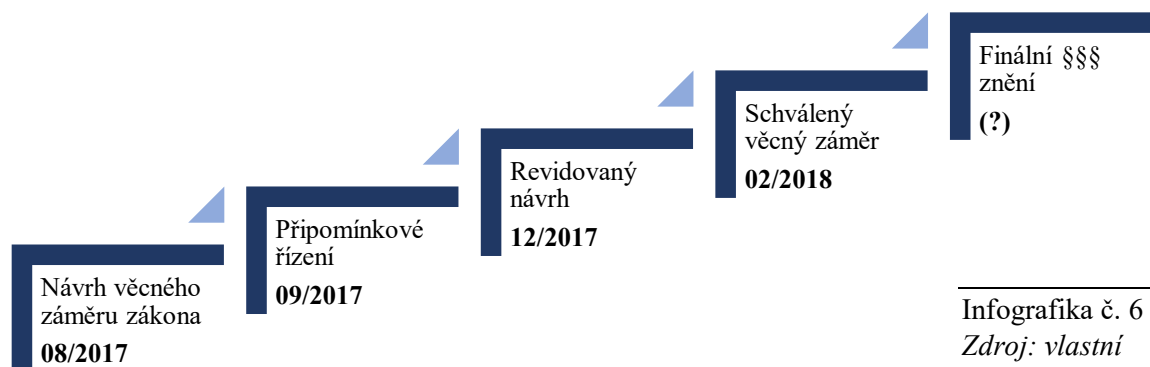 Návrh věcného
záměru zákona
08/2017
Připomínkové
řízení
09/2017
Revidovaný
návrh
12/2017
Schválený
věcný záměr
02/2018
Finální §§§
znění
(?)
Infografika č. 6
Zdroj: vlastní